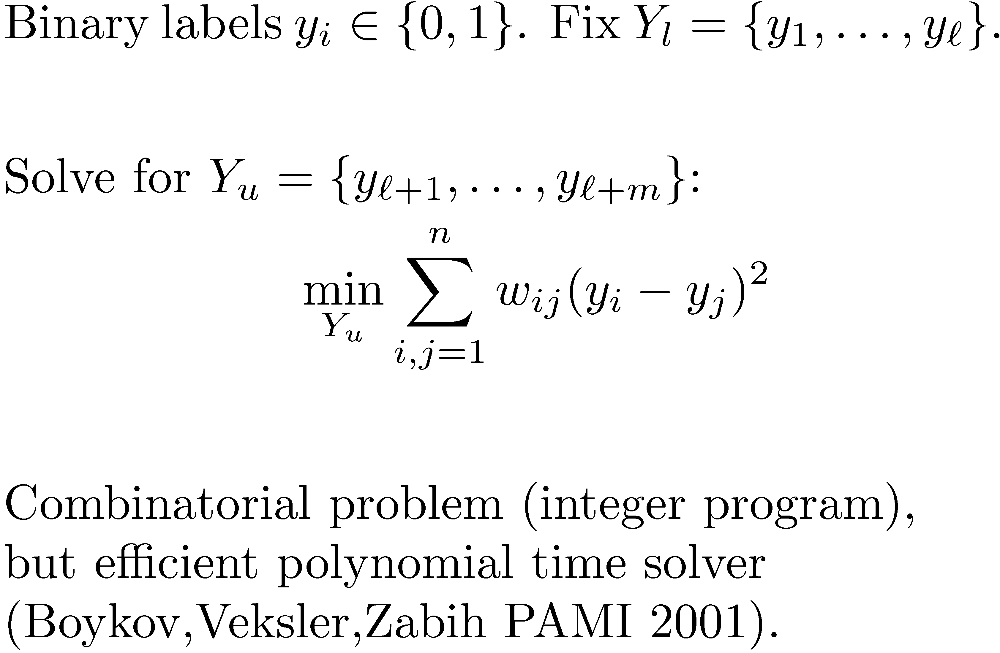 Binary labels $y_i \in \{0, 1\}$. Fix $Y_l = \{y_1, \ldots, y_\ell\}$.
Solve for $Y_u = \{y_{\ell+1}, \ldots, y_{\ell+m}\}$:
$\min_{Y_u} \sum_{i,j=1}^{n} w_{ij}(y_i - y_j)^2$
Combinatorial problem (integer program),
but efficient polynomial time solver
(Boykov,Veksler,Zabih PAMI 2001).